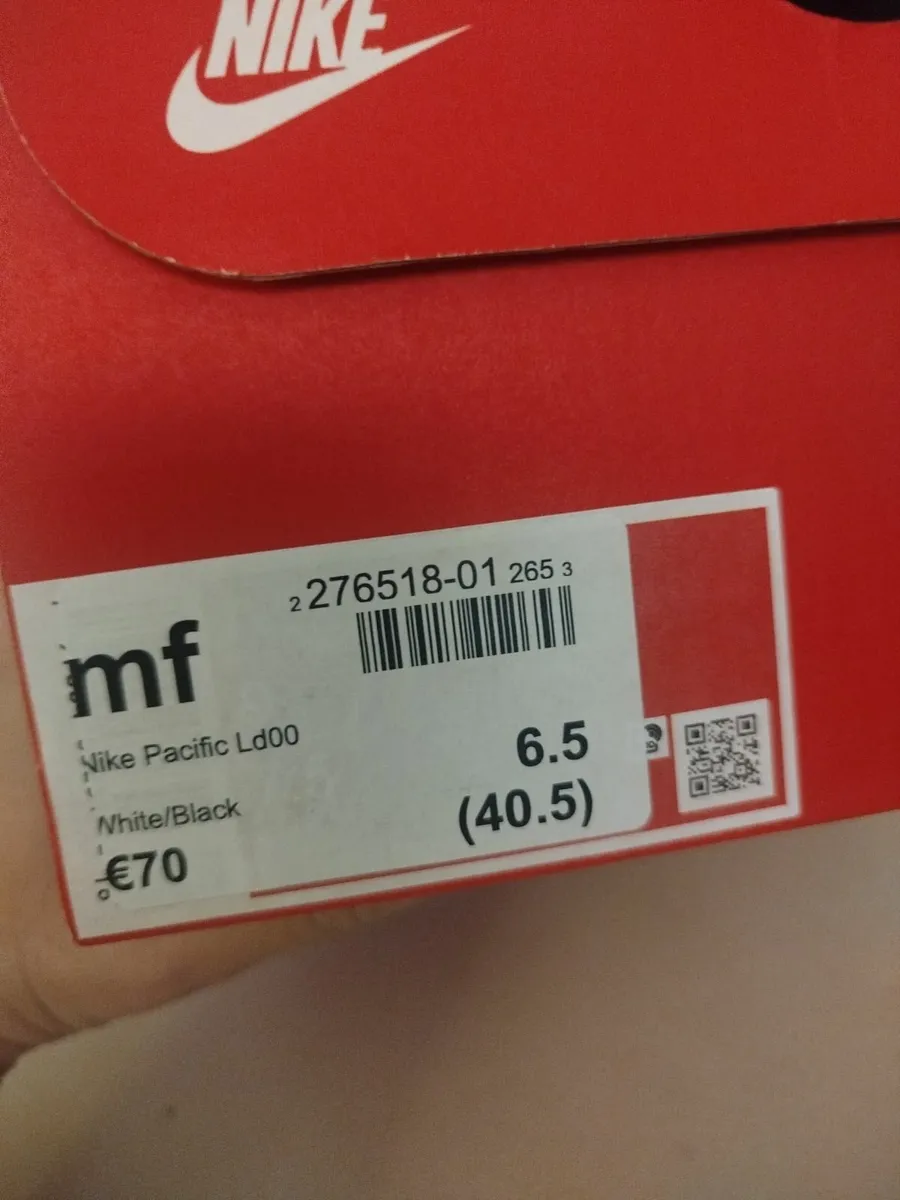 NIKE
2 276518-01 265 3
mf
Nike Pacific Ld00
6.5
White/Black
(40.5)
€70